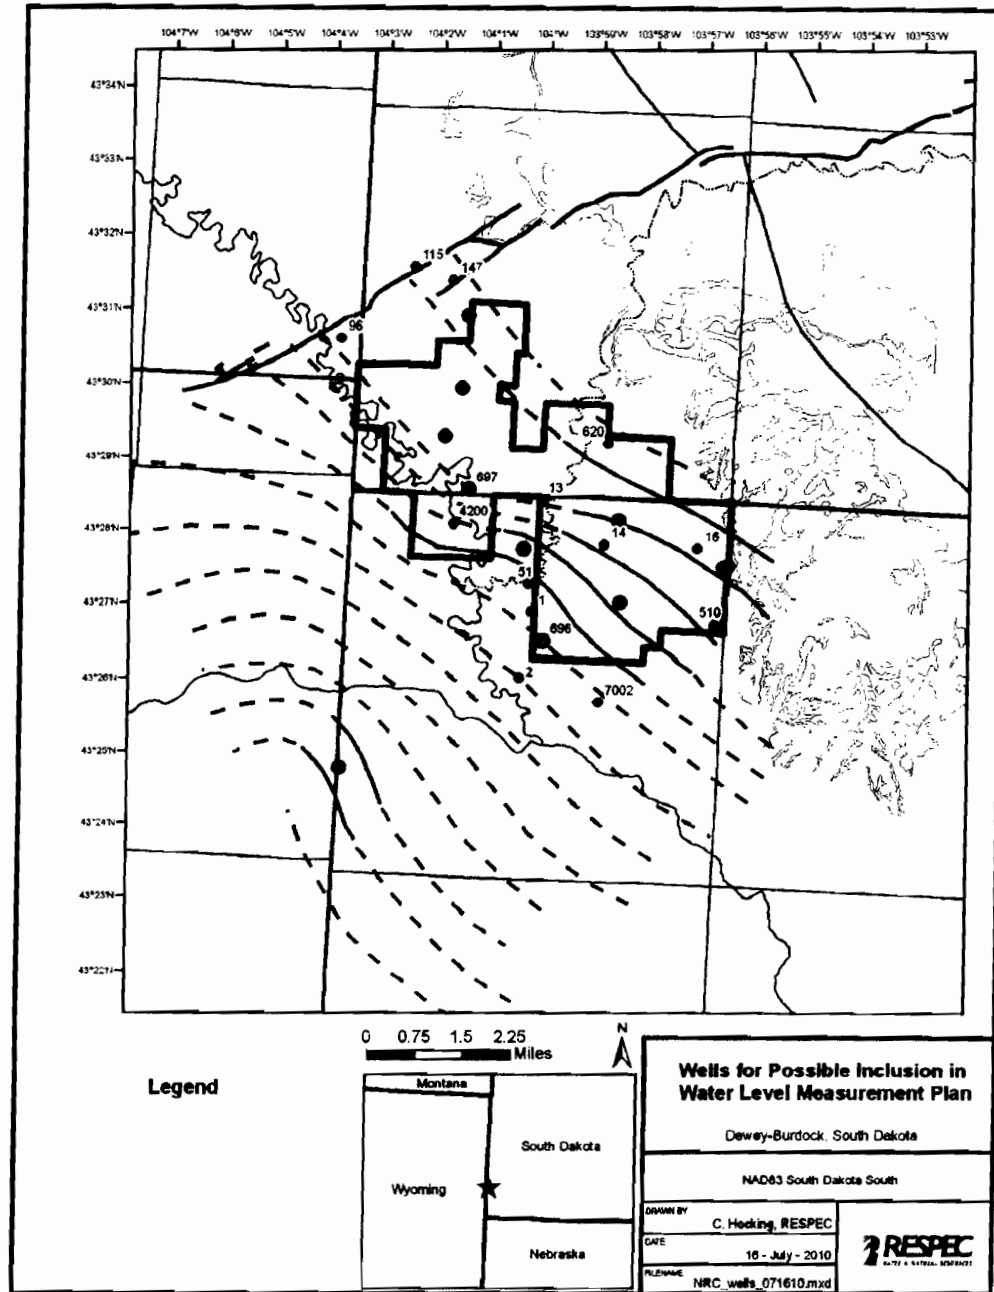 104°7'W 104°6'W 104°5'W 104°4'W 104°3'W 104°2'W 104°1'W 104°W 103°58'W 103°57'W 103°56'W 103°55'W 103°54'W 103°53'W
43°34'N
43°33'N
43°32'N
115
147
43°31'N
96
43°30'N
620
43°29'N
697
13
4200
43°28'N
14
16
51
43°27'N
1
510
696
2
43°26'N
7002
43°25'N
43°24'N
43°23'N
43°22'N
0 0.75 1.5 2.25
Miles
N
Legend
Montana
South Dakota
Wyoming
Nebraska
Wells for Possible Inclusion in
Water Level Measurement Plan
Dewey-Burdock, South Dakota
NAD83 South Dakota South
DRAWN BY
C. Hocking, RESPEC
DATE
16 - July - 2010
FILENAME
NRC_wells_071610.mxd
RESPEC